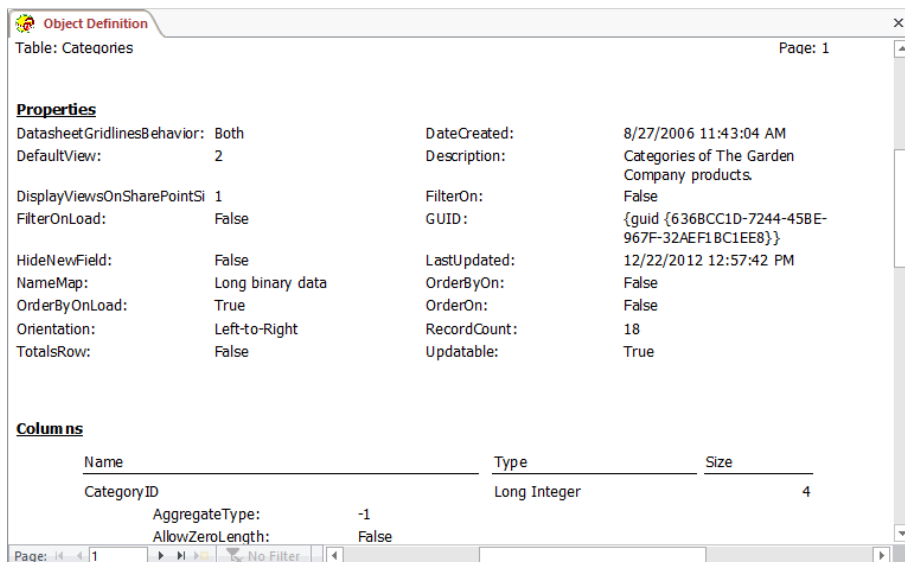 Object Definition
Table: Categories Page: 1
Properties
DatasheetGridlinesBehavior: Both DateCreated: 8/27/2006 11:43:04 AM
DefaultView: 2 Description: Categories of The Garden
Company products.
DisplayViewsOnSharePointSi 1 FilterOn: False
FilterOnLoad: False GUID: {guid {636BCC1D-7244-45BE-
967F-32AEF1BC1EE8}}
HideNewField: False LastUpdated: 12/22/2012 12:57:42 PM
NameMap: Long binary data OrderByOn: False
OrderByOnLoad: True OrderOn: False
Orientation: Left-to-Right RecordCount: 18
TotalsRow: False Updatable: True
Columns
Name Type Size
CategoryID Long Integer 4
AggregateType: -1
AllowZeroLength: False
Page: 1 No Filter